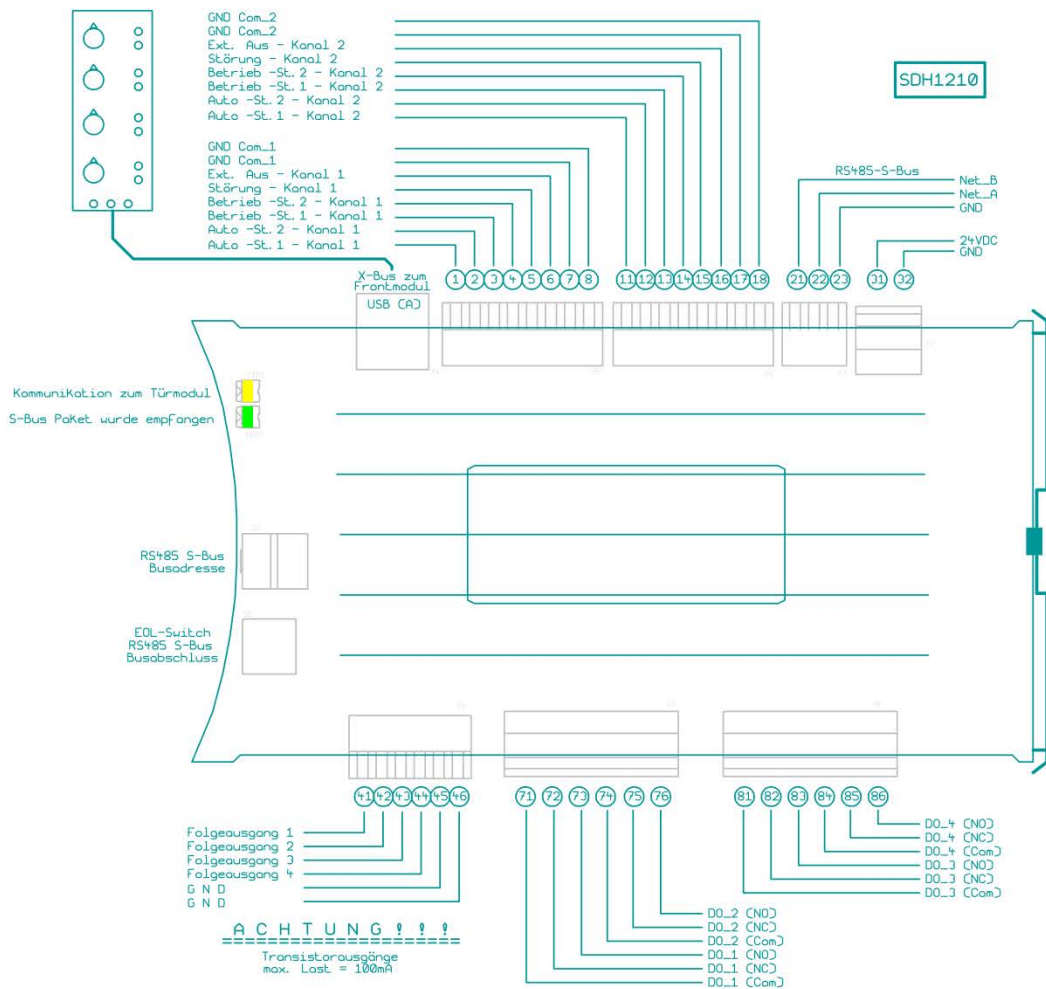 GND Com_2
GND Com_2
Ext. Aus - Kanal 2
Störung - Kanal 2
Betrieb -St. 2 - Kanal 2
Betrieb -St. 1 - Kanal 2
Auto -St. 2 - Kanal 2
Auto -St. 1 - Kanal 2
GND Com_1
GND Com_1
Ext. Aus - Kanal 1
Störung - Kanal 1
Betrieb -St. 2 - Kanal 1
Betrieb -St. 1 - Kanal 1
Auto -St. 2 - Kanal 1
Auto -St. 1 - Kanal 1
SDH1210
RS485-S-Bus
Net_B
Net_A
GND
24VDC
GND
X-Bus zum
Frontmodul
USB (A)
1 2 3 4 5 6 7 8
11 12 13 14 15 16 17 18
21 22 23
31 32
Kommunikation zum Türmodul
S-Bus Paket wurde empfangen
RS485 S-Bus
Busadresse
EOL-Switch
RS485 S-Bus
Busabschluss
41 42 43 44 45 46
71 72 73 74 75 76
81 82 83 84 85 86
Folgeausgang 1
Folgeausgang 2
Folgeausgang 3
Folgeausgang 4
G N D
G N D
A C H T U N G ! ! !
Transistorausgänge
max. Last = 100mA
DO_4 (NO)
DO_4 (NC)
DO_4 (Com)
DO_3 (NO)
DO_3 (NC)
DO_3 (Com)
DO_2 (NO)
DO_2 (NC)
DO_2 (Com)
DO_1 (NO)
DO_1 (NC)
DO_1 (Com)